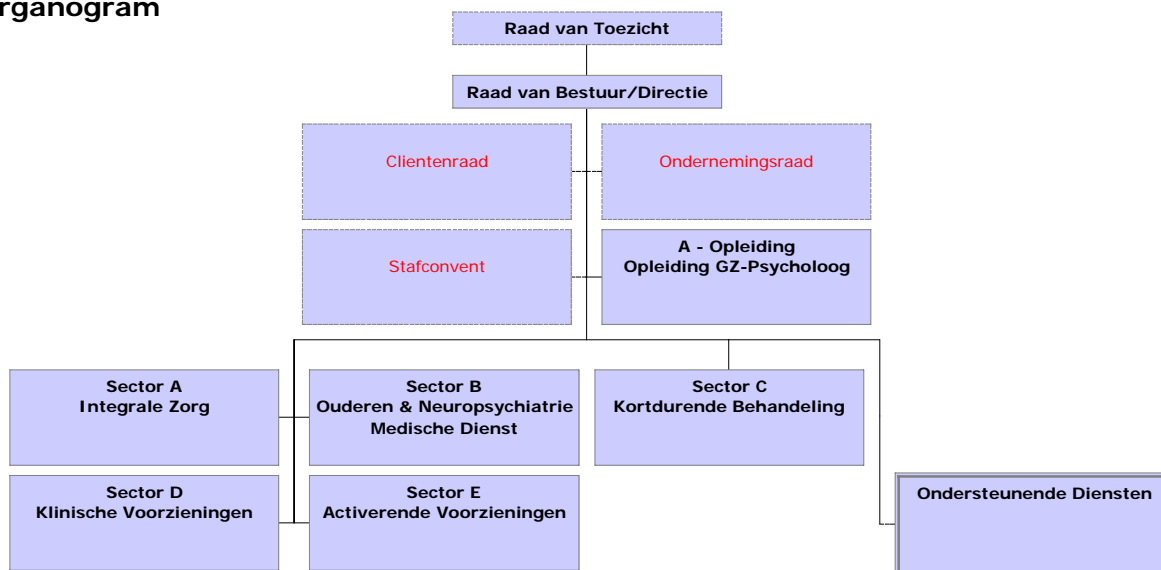 rganogram
Raad van Toezicht
Raad van Bestuur/Directie
Clientenraad
Ondernemingsraad
Stafconvent
A - Opleiding
Opleiding GZ-Psycholoog
Sector A
Integrale Zorg
Sector B
Ouderen & Neuropsychiatrie
Medische Dienst
Sector C
Kortdurende Behandeling
Sector D
Klinische Voorzieningen
Sector E
Activerende Voorzieningen
Ondersteunende Diensten